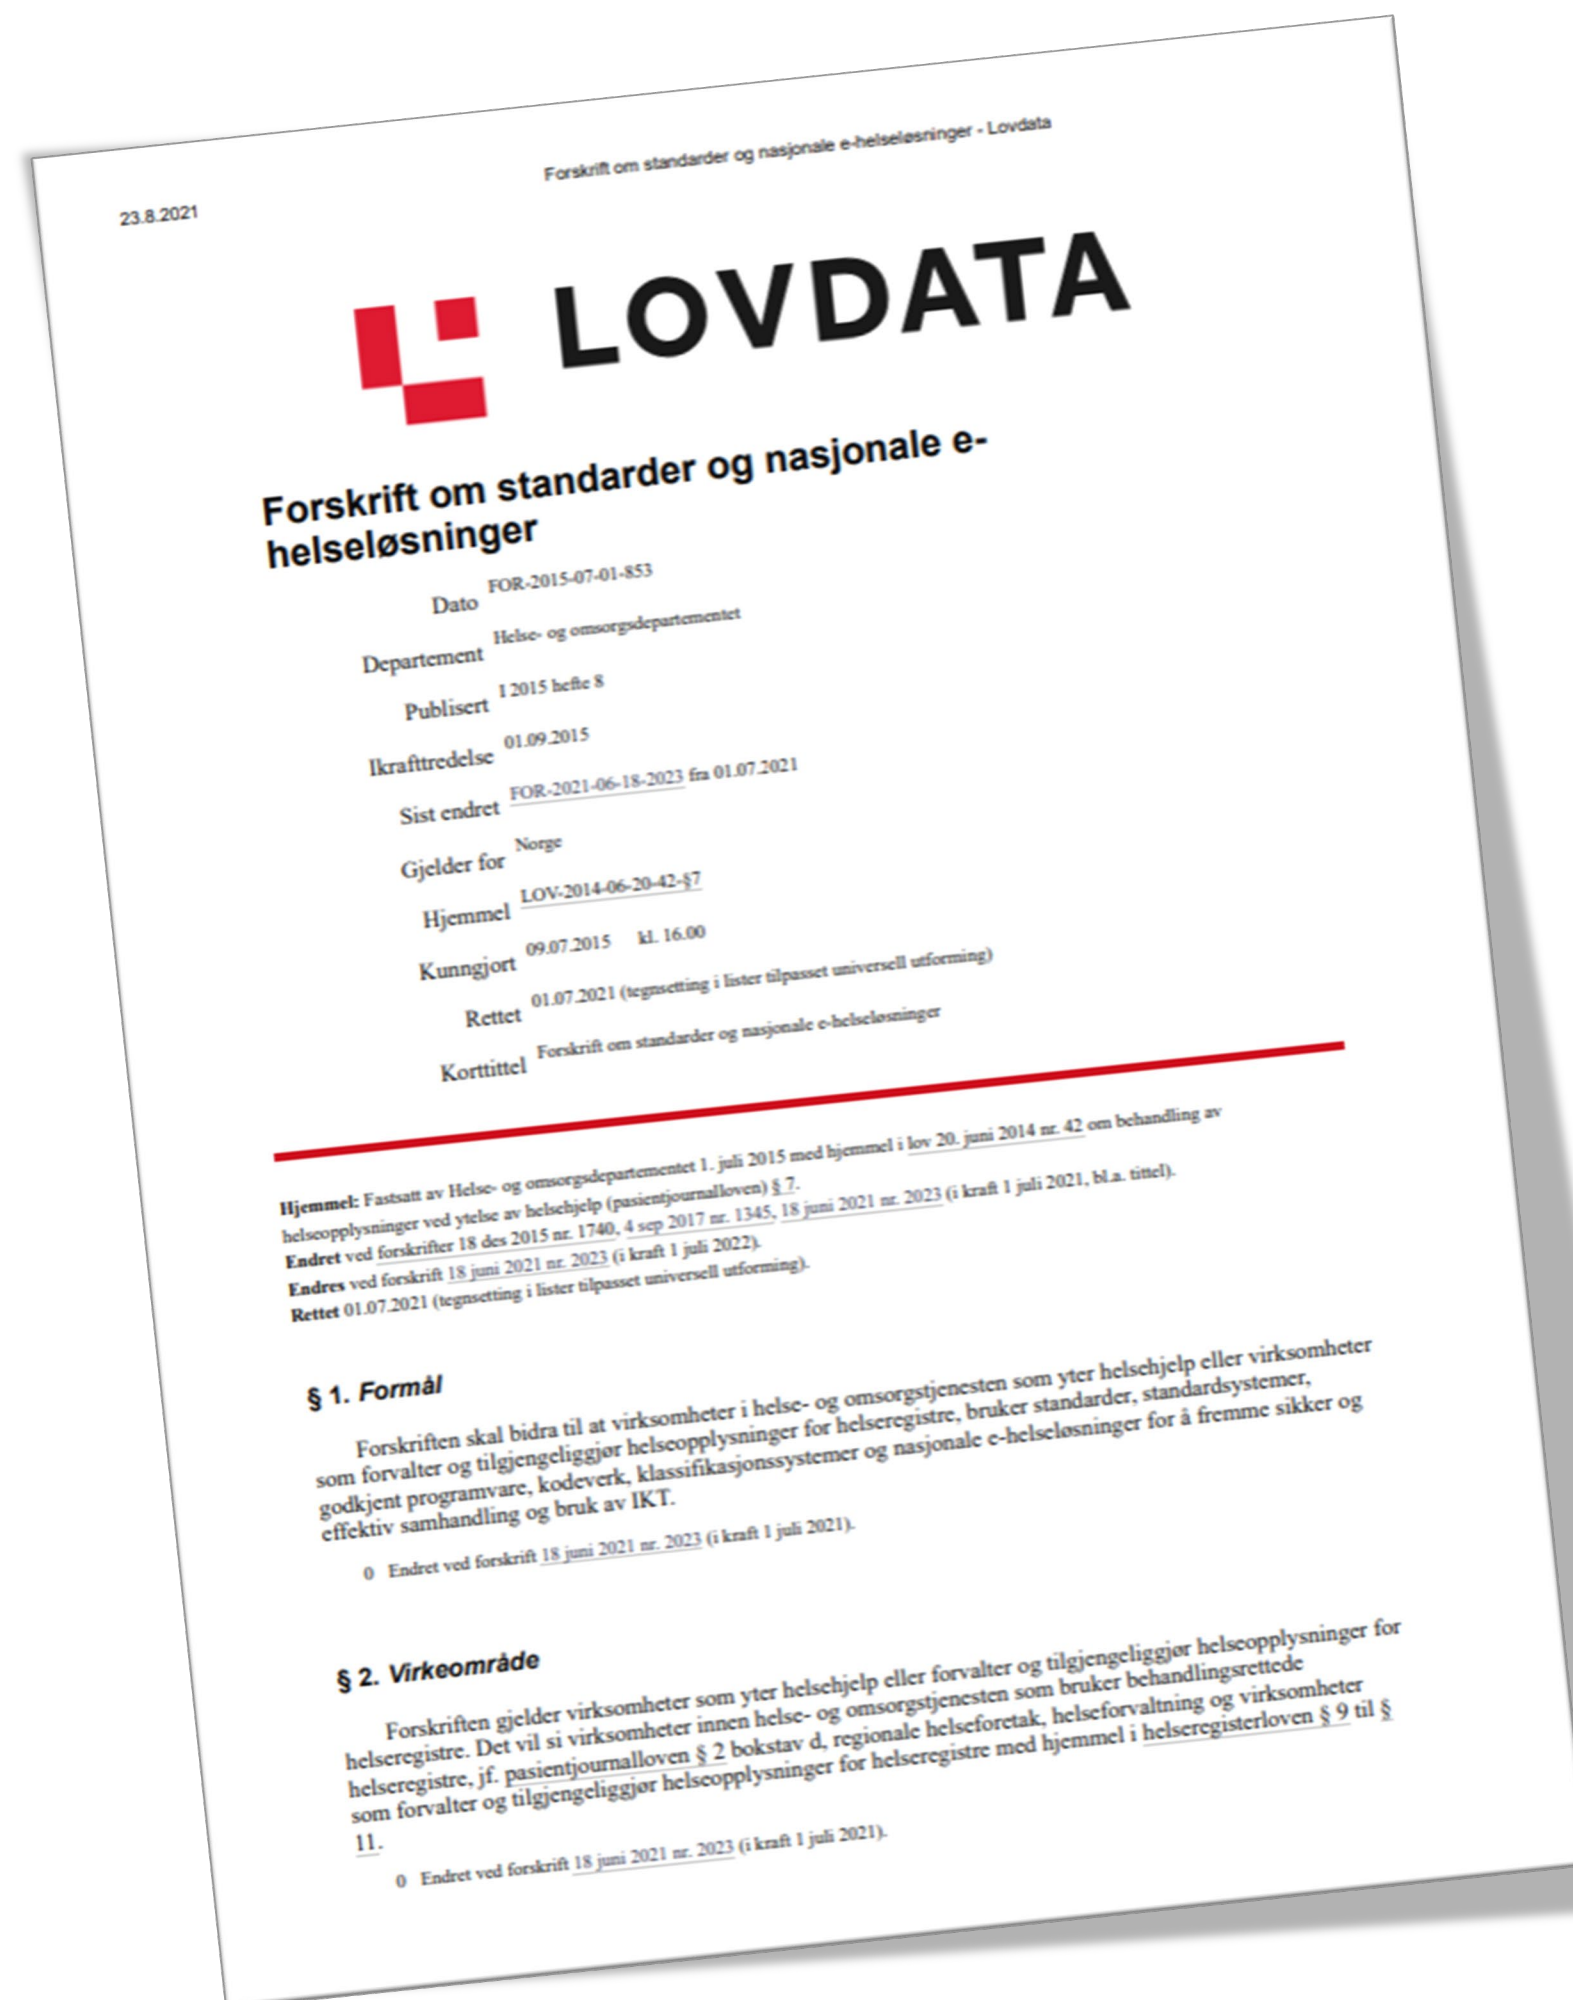 Forskrift om standarder og nasjonale e-helseløsninger - Lovdata
23.8.2021
LOVDATA
Forskrift om standarder og nasjonale e-
helseløsninger
Dato FOR-2015-07-01-853
Departement Helse- og omsorgsdepartementet
Publisert I 2015 hefte 8
Ikrafttredelse 01.09.2015
Sist endret FOR-2021-06-18-2023 fra 01.07.2021
Gjelder for Norge
Hjemmel LOV-2014-06-20-42-§7
Kunngjort 09.07.2015 kl. 16.00
Rettet 01.07.2021 (tegnsetting i lister tilpasset universell utforming)
Korttittel Forskrift om standarder og nasjonale e-helseløsninger
Hjemmel: Fastsatt av Helse- og omsorgsdepartementet 1. juli 2015 med hjemmel i lov 20. juni 2014 nr. 42 om behandling av
helseopplysninger ved ytelse av helsehjelp (pasientjournalloven) § 7.
Endret ved forskrifter 18 des 2015 nr. 1740, 4 sep 2017 nr. 1345, 18 juni 2021 nr. 2023 (i kraft 1 juli 2021, bl.a. tittel).
Endres ved forskrift 18 juni 2021 nr. 2023 (i kraft 1 juli 2022).
Rettet 01.07.2021 (tegnsetting i lister tilpasset universell utforming).
§ 1. Formål
Forskriften skal bidra til at virksomheter i helse- og omsorgstjenesten som yter helsehjelp eller virksomheter
som forvalter og tilgjengeliggjør helseopplysninger for helseregistre, bruker standarder, standardsystemer,
godkjent programvare, kodeverk, klassifikasjonssystemer og nasjonale e-helseløsninger for å fremme sikker og
effektiv samhandling og bruk av IKT.
0 Endret ved forskrift 18 juni 2021 nr. 2023 (i kraft 1 juli 2021).
§ 2. Virkeområde
Forskriften gjelder virksomheter som yter helsehjelp eller forvalter og tilgjengeliggjør helseopplysninger for
helseregistre. Det vil si virksomheter innen helse- og omsorgstjenesten som bruker behandlingsrettede
helseregistre, jf. pasientjournalloven § 2 bokstav d, regionale helseforetak, helseforvaltning og virksomheter
som forvalter og tilgjengeliggjør helseopplysninger for helseregistre med hjemmel i helseregisterloven § 9 til §
11.
0 Endret ved forskrift 18 juni 2021 nr. 2023 (i kraft 1 juli 2021).